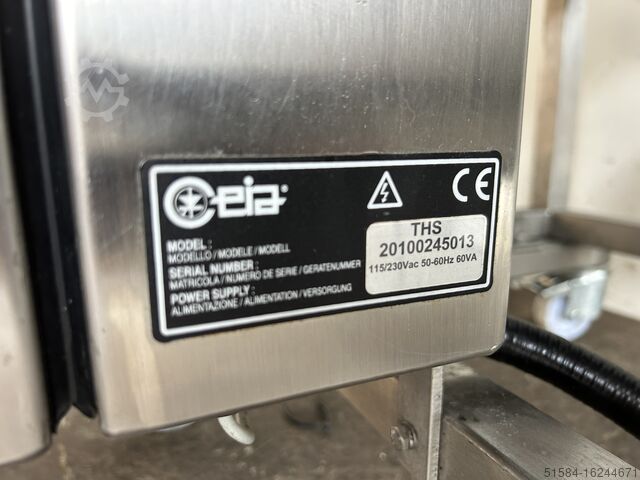 ceia
CE
MODEL :
MODELLO / MODELE / MODELL
SERIAL NUMBER :
MATRICOLA / NUMERO DE SERIE / GERATENUMMER
POWER SUPPLY :
ALIMENTAZIONE / ALIMENTATION / VERSORGUNG
THS
20100245013
115/230Vac 50-60Hz 60VA
51584-16244671